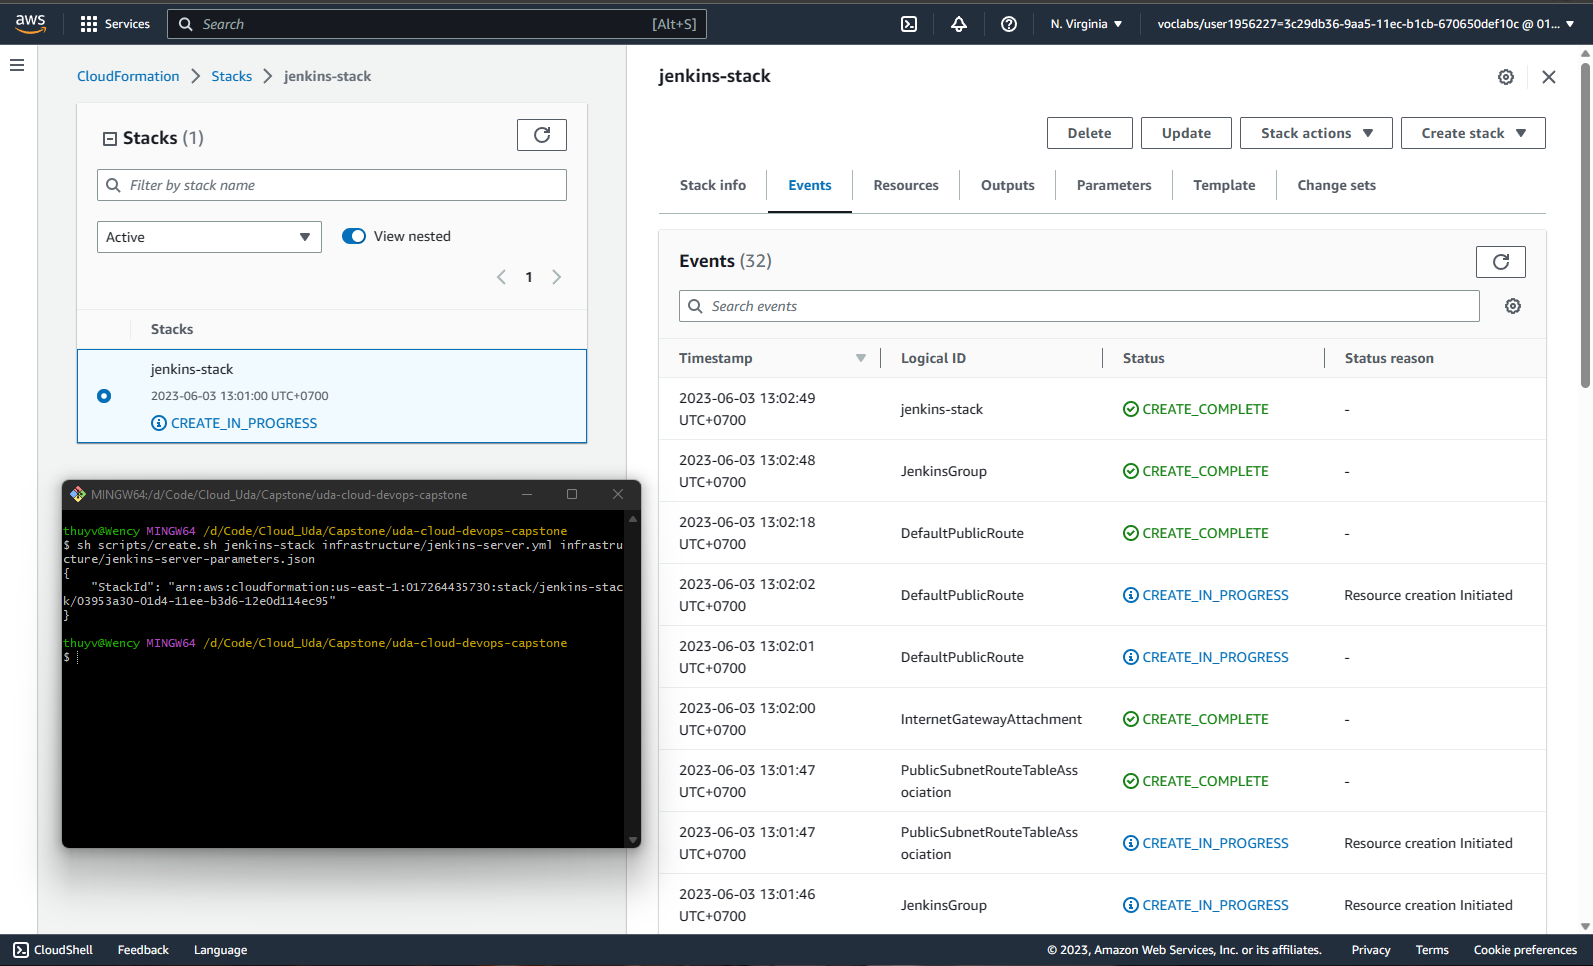 aws
Services
Search
[Alt+S]
N. Virginia
voclabs/user1956227=3c29db36-9aa5-11ec-b1cb-670650def10c @ 01...
CloudFormation
Stacks
jenkins-stack
Stacks (1)
Filter by stack name
Active
View nested
1
Stacks
jenkins-stack
2023-06-03 13:01:00 UTC+0700
CREATE_IN_PROGRESS
MINGW64:/d/Code/Cloud_Uda/Capstone/uda-cloud-devops-capstone
thuyv@Wency MINGW64 /d/Code/Cloud_Uda/Capstone/uda-cloud-devops-capstone
$ sh scripts/create.sh jenkins-stack infrastructure/jenkins-server.yml infrastru
cture/jenkins-server-parameters.json
{
"StackId": "arn:aws:cloudformation:us-east-1:017264435730:stack/jenkins-stac
k/03953a30-01d4-11ee-b3d6-12e0d114ec95"
}
thuyv@Wency MINGW64 /d/Code/Cloud_Uda/Capstone/uda-cloud-devops-capstone
$
jenkins-stack
Delete
Update
Stack actions
Create stack
Stack info
Events
Resources
Outputs
Parameters
Template
Change sets
Events (32)
Search events
Timestamp
Logical ID
Status
Status reason
2023-06-03 13:02:49
UTC+0700
jenkins-stack
CREATE_COMPLETE
-
2023-06-03 13:02:48
UTC+0700
JenkinsGroup
CREATE_COMPLETE
-
2023-06-03 13:02:18
UTC+0700
DefaultPublicRoute
CREATE_COMPLETE
-
2023-06-03 13:02:02
UTC+0700
DefaultPublicRoute
CREATE_IN_PROGRESS
Resource creation Initiated
2023-06-03 13:02:01
UTC+0700
DefaultPublicRoute
CREATE_IN_PROGRESS
-
2023-06-03 13:02:00
UTC+0700
InternetGatewayAttachment
CREATE_COMPLETE
-
2023-06-03 13:01:47
UTC+0700
PublicSubnetRouteTableAss
ociation
CREATE_COMPLETE
-
2023-06-03 13:01:47
UTC+0700
PublicSubnetRouteTableAss
ociation
CREATE_IN_PROGRESS
Resource creation Initiated
2023-06-03 13:01:46
UTC+0700
JenkinsGroup
CREATE_IN_PROGRESS
Resource creation Initiated
CloudShell
Feedback
Language
© 2023, Amazon Web Services, Inc. or its affiliates.
Privacy
Terms
Cookie preferences